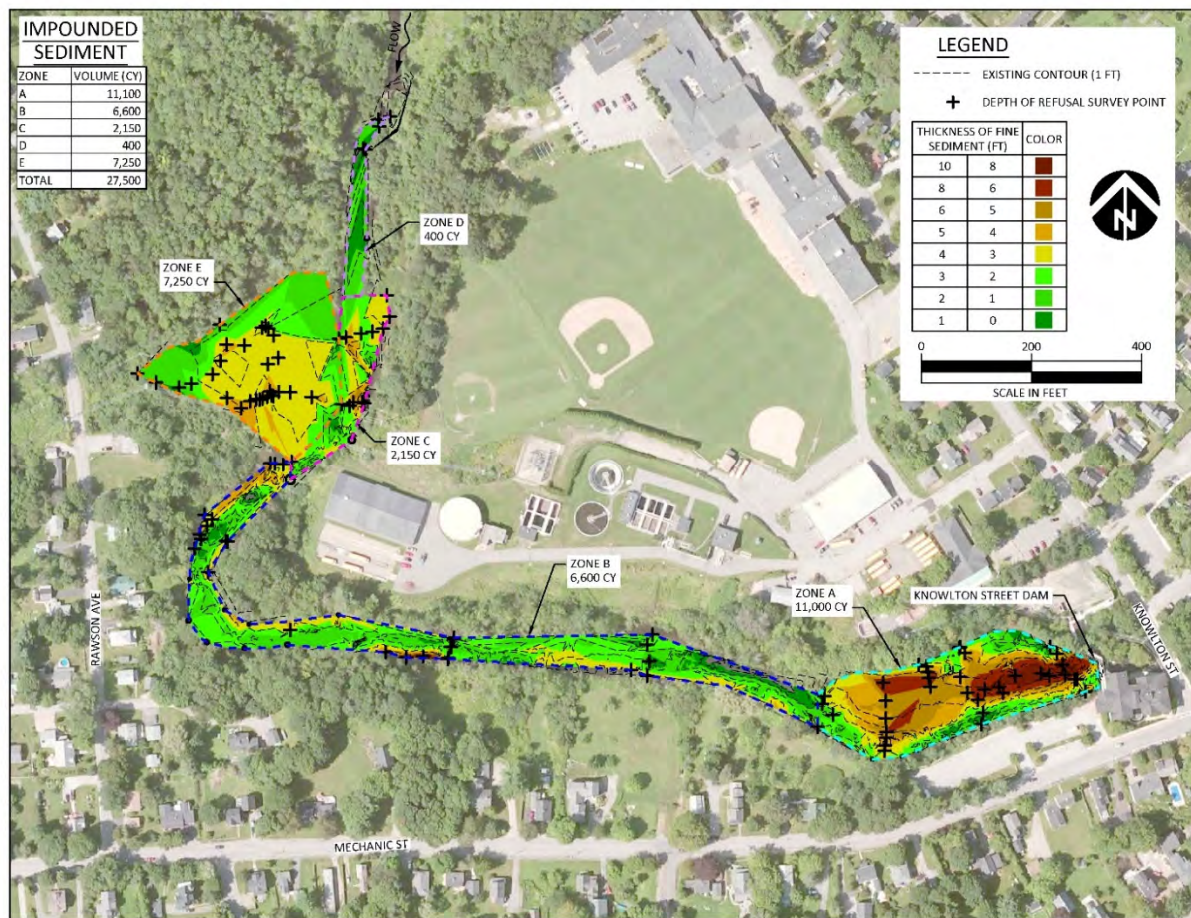 IMPOUNDED
SEDIMENT
ZONE VOLUME (CY)
A 11,100
B 6,600
C 2,150
D 400
E 7,250
TOTAL 27,500
FLOW
LEGEND
EXISTING CONTOUR (1 FT)
DEPTH OF REFUSAL SURVEY POINT
THICKNESS OF FINE
SEDIMENT (FT) COLOR
10 8
8 6
6 5
5 4
4 3
3 2
2 1
1 0
N
0 200 400
SCALE IN FEET
ZONE D
400 CY
ZONE E
7,250 CY
ZONE C
2,150 CY
ZONE B
6,600 CY
ZONE A
11,000 CY
KNOWLTON STREET DAM
KNOWLTON ST
RAWSON AVE
MECHANIC ST